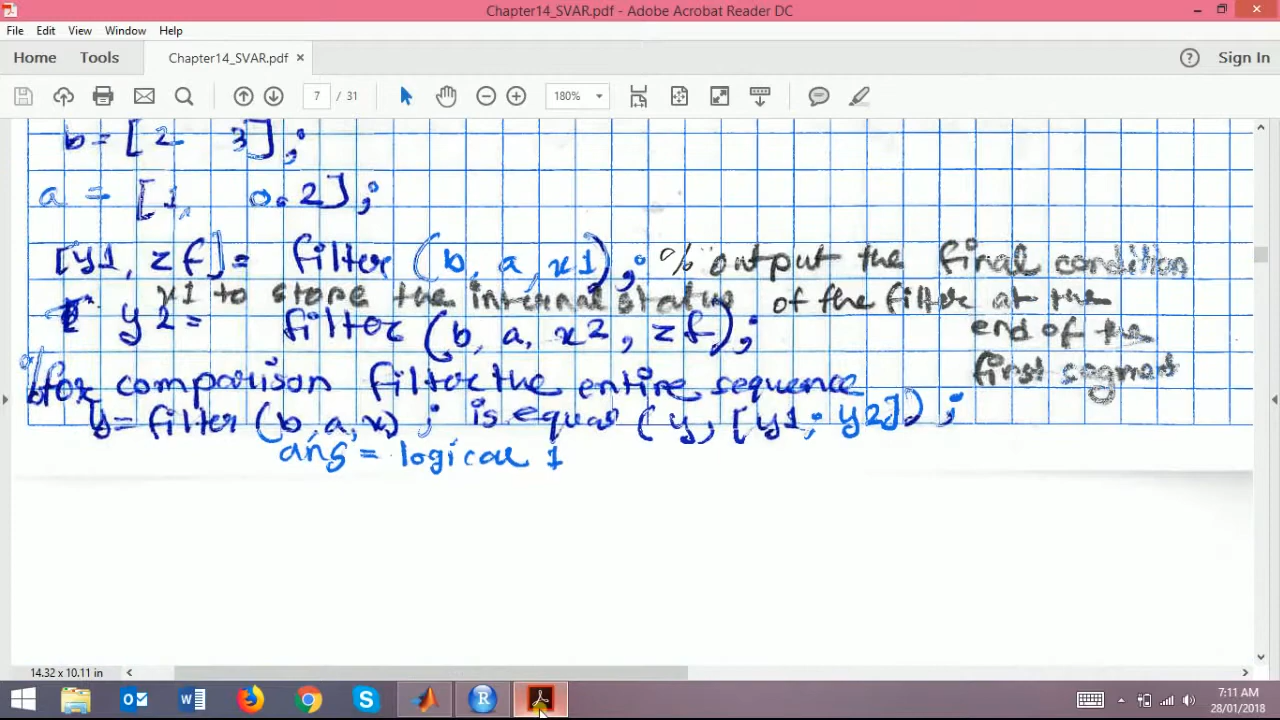 Chapter14_SVAR.pdf - Adobe Acrobat Reader DC
File Edit View Window Help
Home Tools Chapter14_SVAR.pdf × Sign In
7 / 31 180%
b = [2 3];
a = [1, 0.2];
[y1, zf] = filter (b, a, x1); % output the final condition
x1 to store the internal status of the filter at the
end of the
first segment
y2 = filter (b, a, x2, zf);
% for comparison filter the entire sequence
y = filter (b, a, x); is equal (y, [y1; y2]);
ans = logical 1
14.32 x 10.11 in
7:11 AM
28/01/2018